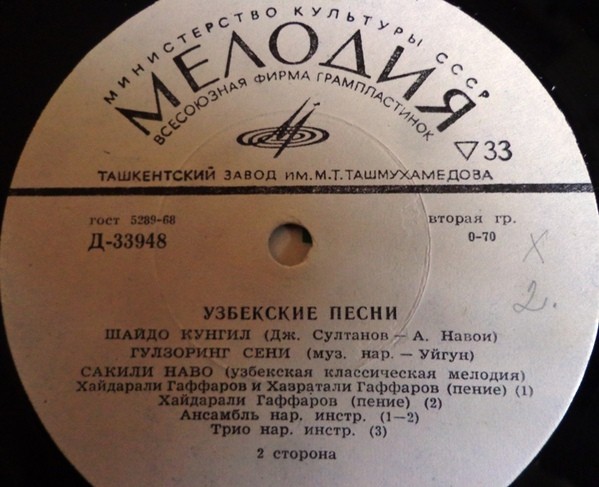 МИНИСТЕРСТВО КУЛЬТУРЫ СССР
МЕЛОДИЯ
ВСЕСОЮЗНАЯ ФИРМА ГРАМПЛАСТИНОК
▽33
ТАШКЕНТСКИЙ ЗАВОД ИМ. М.Т. ТАШМУХАМЕДОВА
гост 5289-68
вторая гр.
Д-33948
0-70
X
2.
УЗБЕКСКИЕ ПЕСНИ
ШАЙДО КУНГИЛ (Дж. Султанов — А. Навои)
ГУЛЗОРИНГ СЕНИ (муз. нар. — Уйгун)
САКИЛИ НАВО (узбекская классическая мелодия)
Хайдарали Гаффаров и Хазратали Гаффаров (пение) (1)
Хайдарали Гаффаров (пение) (2)
Ансамбль нар. инстр. (1—2)
Трио нар. инстр. (3)
2 сторона